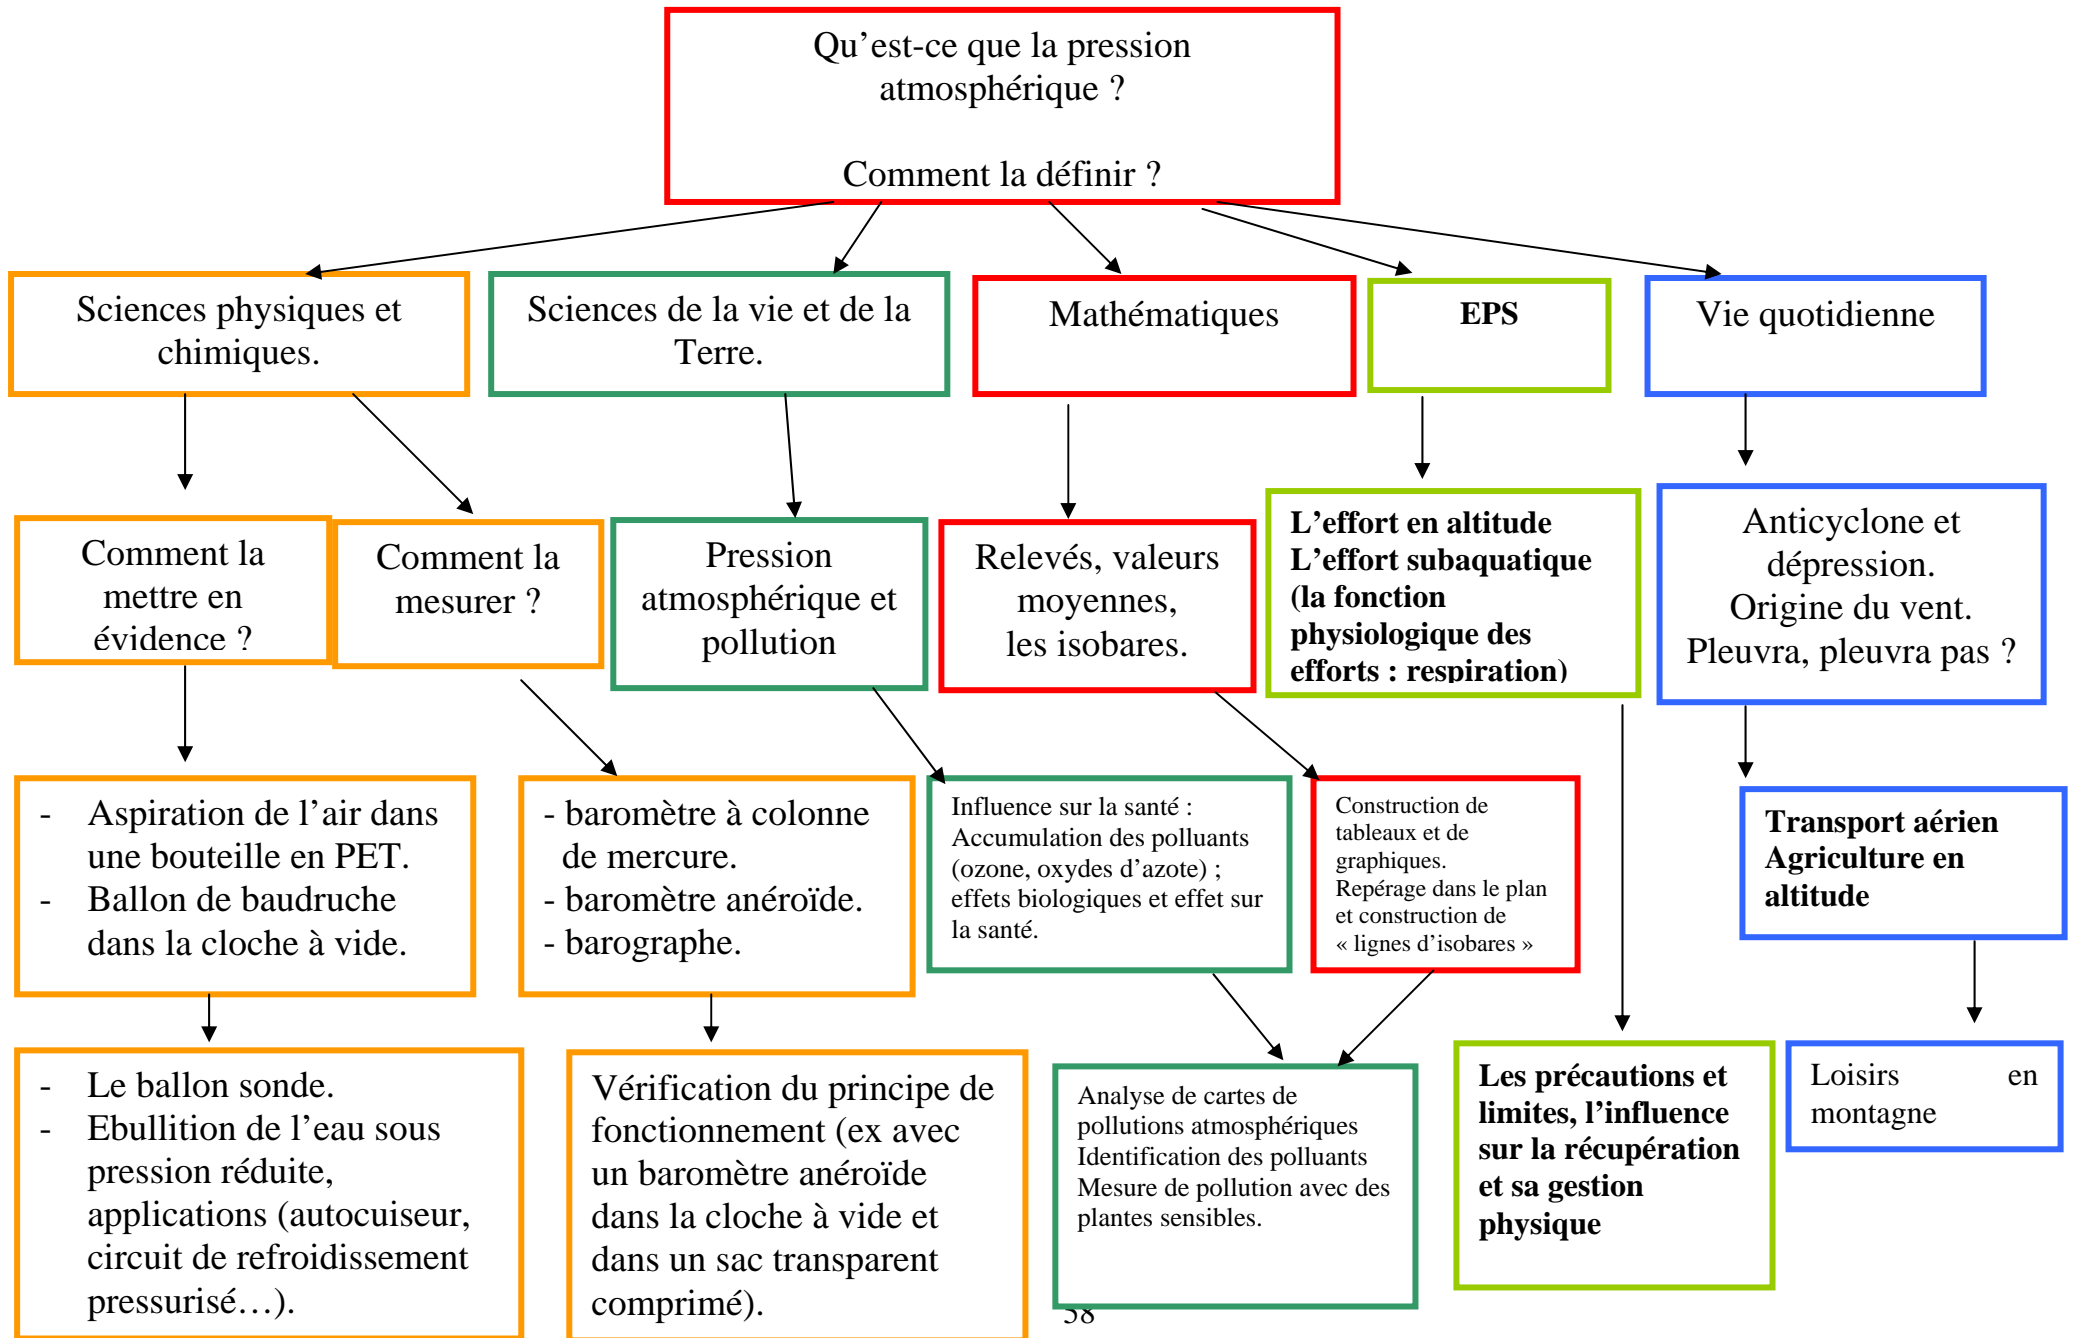 Qu’est-ce que la pression
atmosphérique ?
Comment la définir ?
Sciences physiques et
chimiques.
Sciences de la vie et de la
Terre.
Mathématiques
EPS
Vie quotidienne
Comment la
mettre en
évidence ?
Comment la
mesurer ?
Pression
atmosphérique et
pollution
Relevés, valeurs
moyennes,
les isobares.
L’effort en altitude
L’effort subaquatique
(la fonction
physiologique des
efforts : respiration)
Anticyclone et
dépression.
Origine du vent.
Pleuvra, pleuvra pas ?
- Aspiration de l’air dans
une bouteille en PET.
- Ballon de baudruche
dans la cloche à vide.
- baromètre à colonne
de mercure.
- baromètre anéroïde.
- barographe.
Influence sur la santé :
Accumulation des polluants
(ozone, oxydes d’azote) ;
effets biologiques et effet sur
la santé.
Construction de
tableaux et de
graphiques.
Repérage dans le plan
et construction de
« lignes d’isobares »
Transport aérien
Agriculture en
altitude
- Le ballon sonde.
- Ebullition de l’eau sous
pression réduite,
applications (autocuiseur,
circuit de refroidissement
pressurisé…).
Vérification du principe de
fonctionnement (ex avec
un baromètre anéroïde
dans la cloche à vide et
dans un sac transparent
comprimé).
Analyse de cartes de
pollutions atmosphériques
Identification des polluants
Mesure de pollution avec des
plantes sensibles.
Les précautions et
limites, l’influence
sur la récupération
et sa gestion
physique
Loisirs en
montagne
58